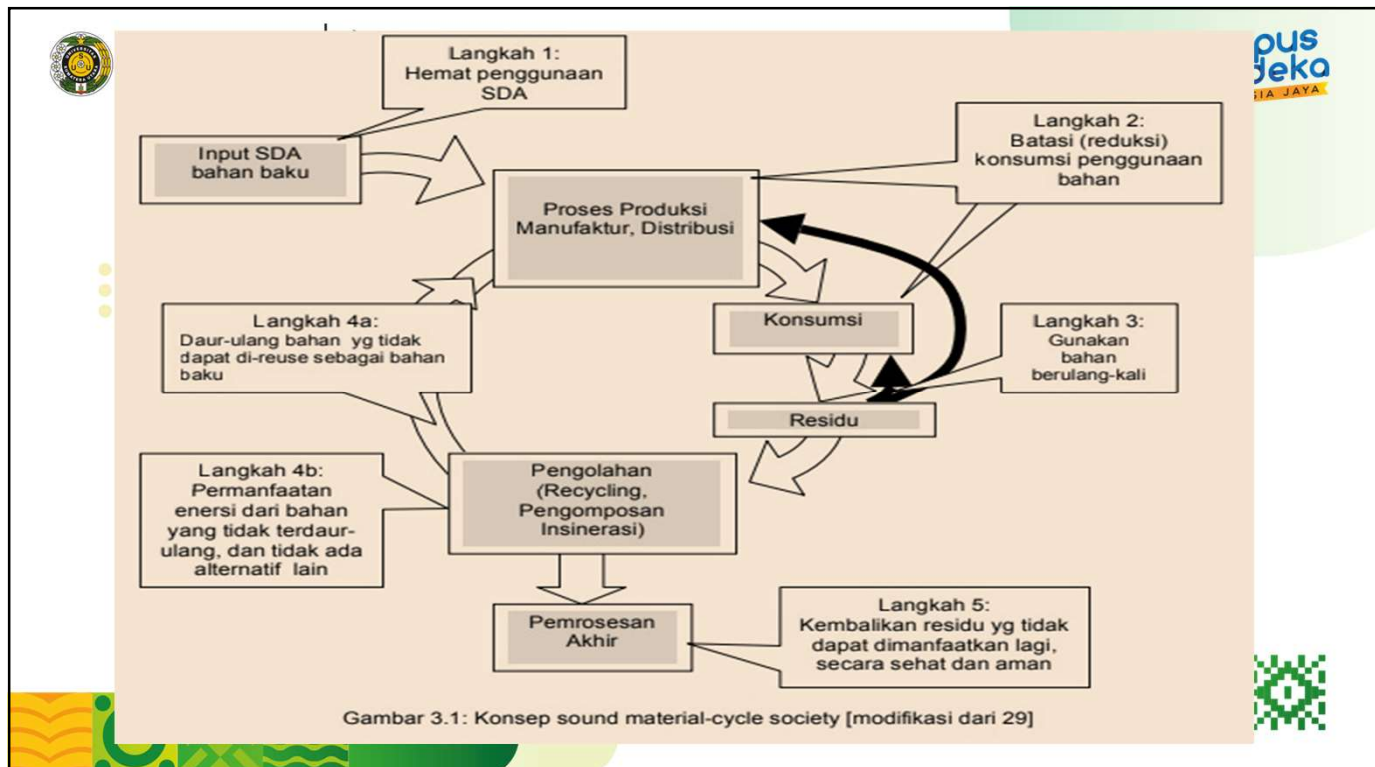 pus
deka
SIA JAYA
Langkah 1:
Hemat penggunaan
SDA
Input SDA
bahan baku
Langkah 2:
Batasi (reduksi)
konsumsi penggunaan
bahan
Proses Produksi
Manufaktur, Distribusi
Langkah 4a:
Daur-ulang bahan yg tidak
dapat di-reuse sebagai bahan
baku
Konsumsi
Langkah 3:
Gunakan
bahan
berulang-kali
Residu
Langkah 4b:
Permanfaatan
enersi dari bahan
yang tidak terdaur-
ulang, dan tidak ada
alternatif lain
Pengolahan
(Recycling,
Pengomposan
Insinerasi)
Pemrosesan
Akhir
Langkah 5:
Kembalikan residu yg tidak
dapat dimanfaatkan lagi,
secara sehat dan aman
Gambar 3.1: Konsep sound material-cycle society [modifikasi dari 29]